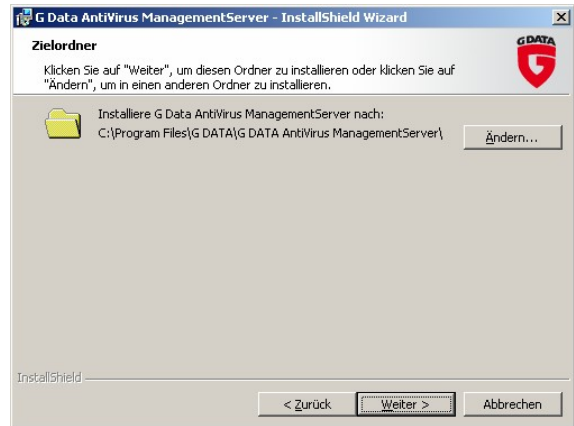 G Data AntiVirus ManagementServer - InstallShield Wizard
Zielordner
Klicken Sie auf "Weiter", um diesen Ordner zu installieren oder klicken Sie auf
"Ändern", um in einen anderen Ordner zu installieren.
G DATA
Installiere G Data AntiVirus ManagementServer nach:
C:\Program Files\G DATA\G DATA AntiVirus ManagementServer\
Ändern...
InstallShield
< Zurück
Weiter >
Abbrechen